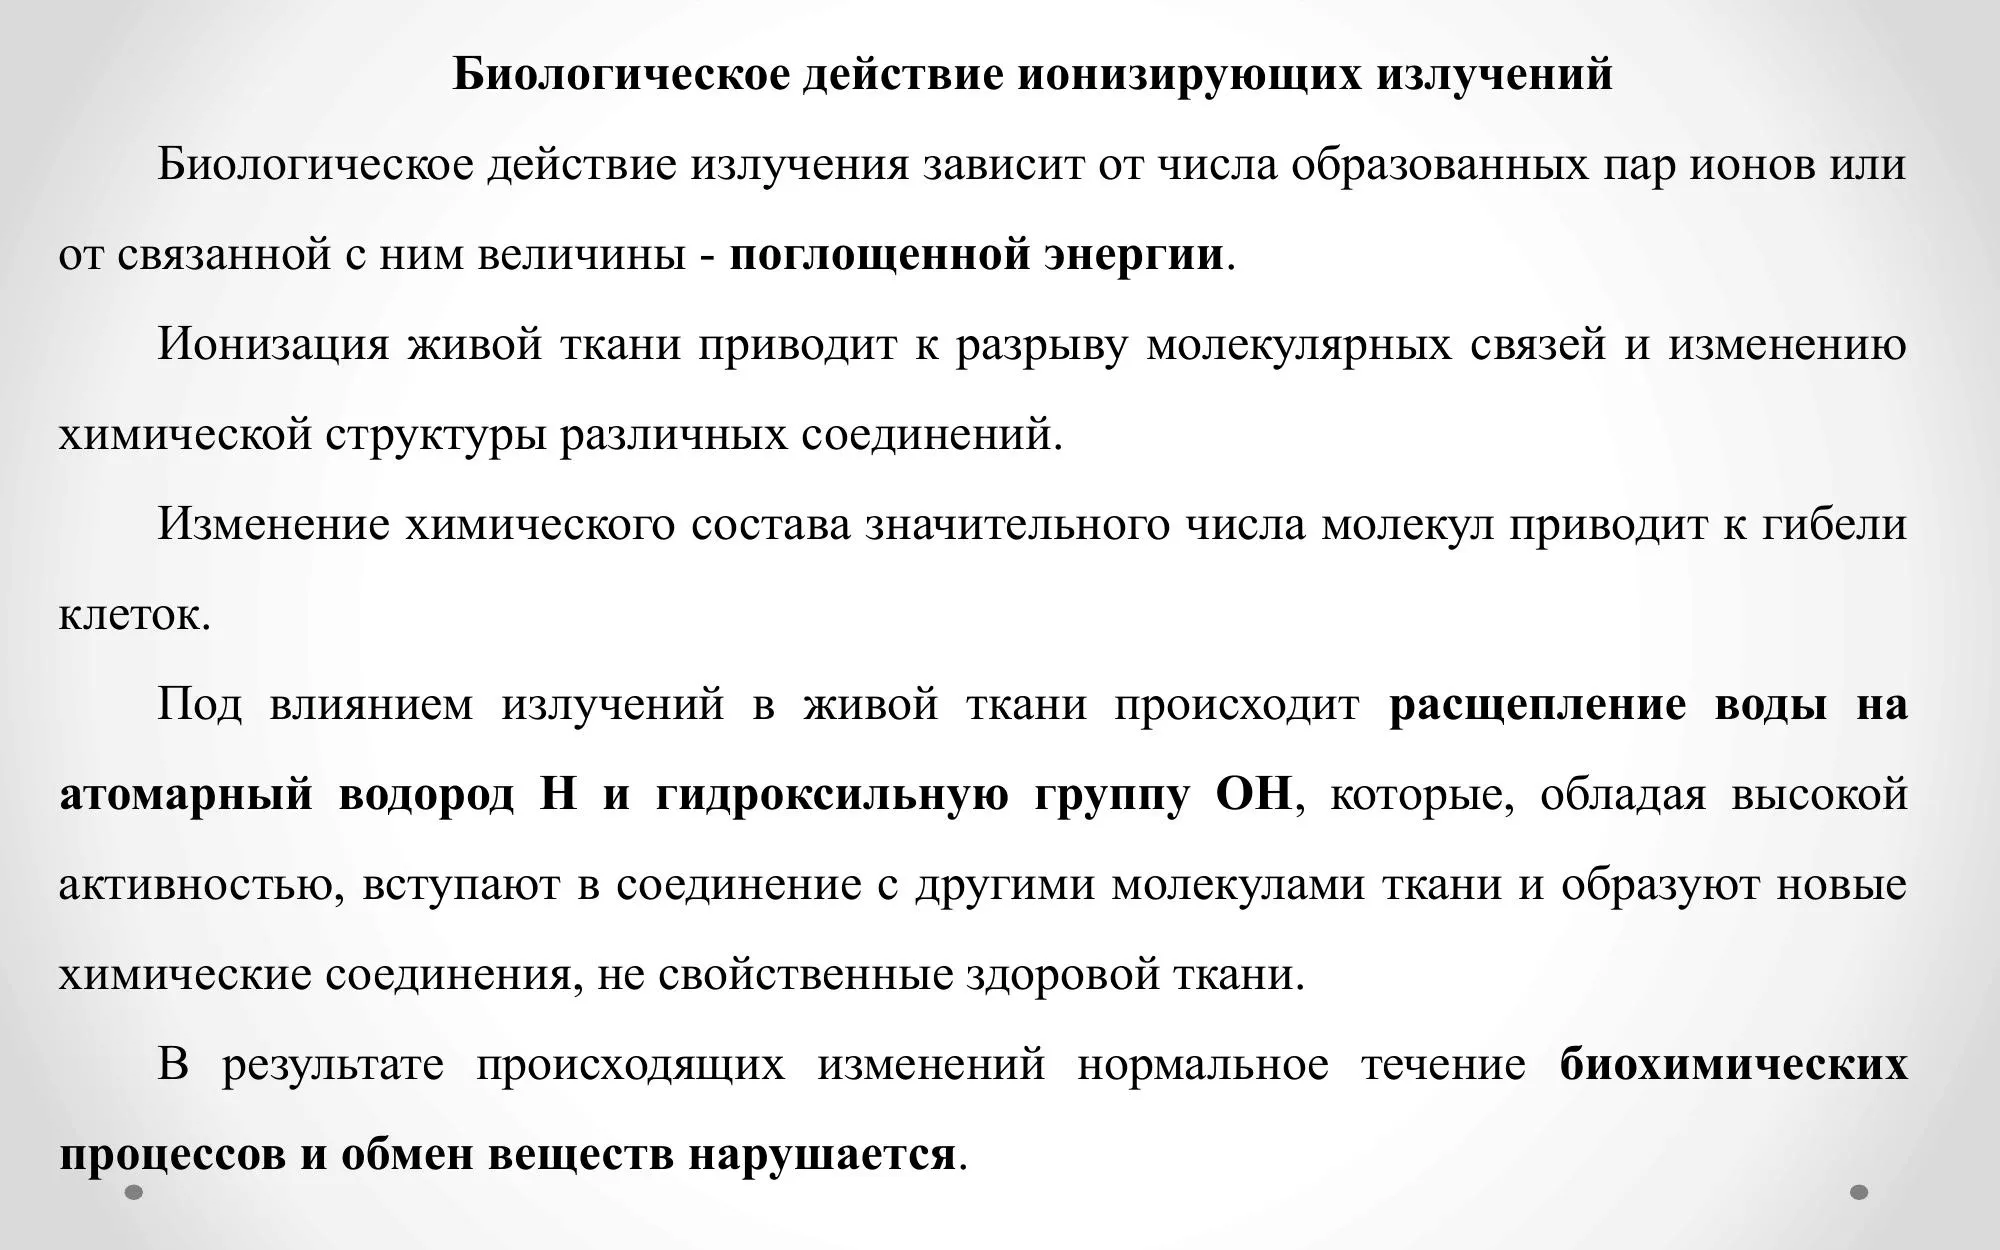 Биологическое действие ионизирующих излучений
Биологическое действие излучения зависит от числа образованных пар ионов или
от связанной с ним величины - поглощенной энергии.
Ионизация живой ткани приводит к разрыву молекулярных связей и изменению
химической структуры различных соединений.
Изменение химического состава значительного числа молекул приводит к гибели
клеток.
Под влиянием излучений в живой ткани происходит расщепление воды на
атомарный водород Н и гидроксильную группу ОН, которые, обладая высокой
активностью, вступают в соединение с другими молекулами ткани и образуют новые
химические соединения, не свойственные здоровой ткани.
В результате происходящих изменений нормальное течение биохимических
процессов и обмен веществ нарушается.